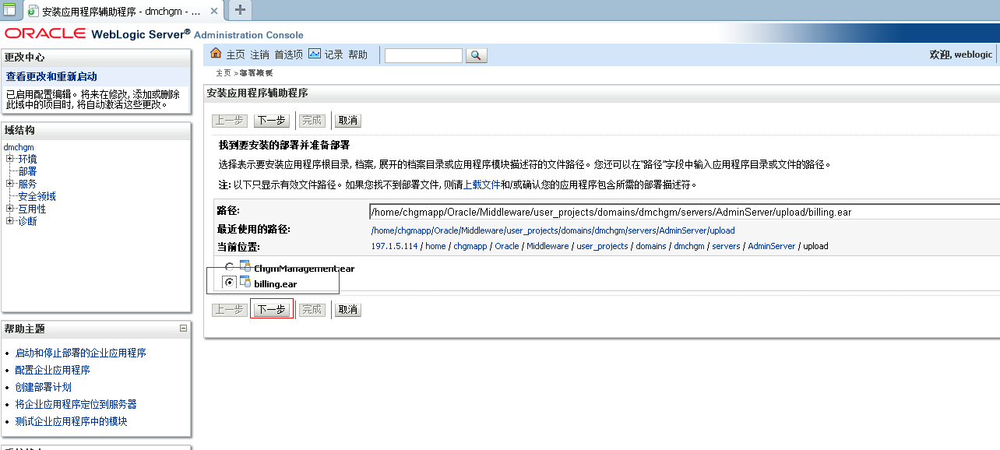 安装应用程序辅助程序 - dmchgm - ...
ORACLE WebLogic Server® Administration Console
更改中心
查看更改和重新启动
已启用配置编辑。将来在修改, 添加或删除
此域中的项目时, 将自动激活这些更改。
域结构
dmchgm
环境
部署
服务
安全领域
互用性
诊断
帮助主题
启动和停止部署的企业应用程序
配置企业应用程序
创建部署计划
将企业应用程序定位到服务器
测试企业应用程序中的模块
主页 注销 首选项 记录 帮助
欢迎, weblogic
主页 >部署概要
安装应用程序辅助程序
上一步 下一步 完成 取消
找到要安装的部署并准备部署
选择表示要安装应用程序根目录, 档案, 展开的档案目录或应用程序模块描述符的文件路径。您还可以在“路径”字段中输入应用程序目录或文件的路径。
注: 以下只显示有效文件路径。如果您找不到部署文件, 则请上载文件和/或确认您的应用程序包含所需的部署描述符。
路径: /home/chgmapp/Oracle/Middleware/user_projects/domains/dmchgm/servers/AdminServer/upload/billing.ear
最近使用的路径: /home/chgmapp/Oracle/Middleware/user_projects/domains/dmchgm/servers/AdminServer/upload
当前位置: 197.1.5.114 / home / chgmapp / Oracle / Middleware / user_projects / domains / dmchgm / servers / AdminServer / upload
ChgmManagement.ear
billing.ear
上一步 下一步 完成 取消